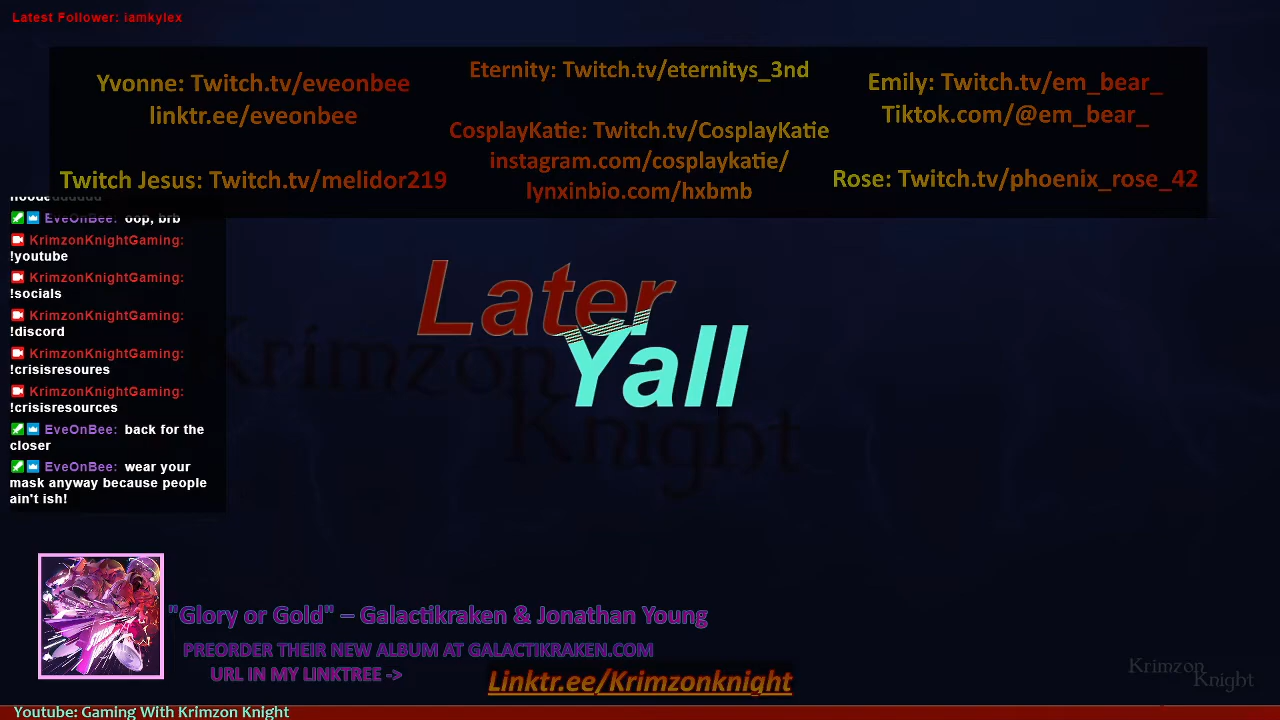 Latest Follower: iamkylex
Yvonne: Twitch.tv/eveonbee
linktr.ee/eveonbee
Twitch Jesus: Twitch.tv/melidor219
Eternity: Twitch.tv/eternitys_3nd
CosplayKatie: Twitch.tv/CosplayKatie
instagram.com/cosplaykatie/
lynxinbio.com/hxbmb
Emily: Twitch.tv/em_bear_
Tiktok.com/@em_bear_
Rose: Twitch.tv/phoenix_rose_42
EveOnBee: oop, brb
KrimzonKnightGaming:
!youtube
KrimzonKnightGaming:
!socials
KrimzonKnightGaming:
!discord
KrimzonKnightGaming:
!crisisresoures
KrimzonKnightGaming:
!crisisresources
EveOnBee: back for the
closer
EveOnBee: wear your
mask anyway because people
ain't ish!
Later
Yall
Krimzon
Knight
"Glory or Gold" – Galactikraken & Jonathan Young
PREORDER THEIR NEW ALBUM AT GALACTIKRAKEN.COM
URL IN MY LINKTREE ->
Linktr.ee/Krimzonknight
Krimzon
Knight
Youtube: Gaming With Krimzon Knight